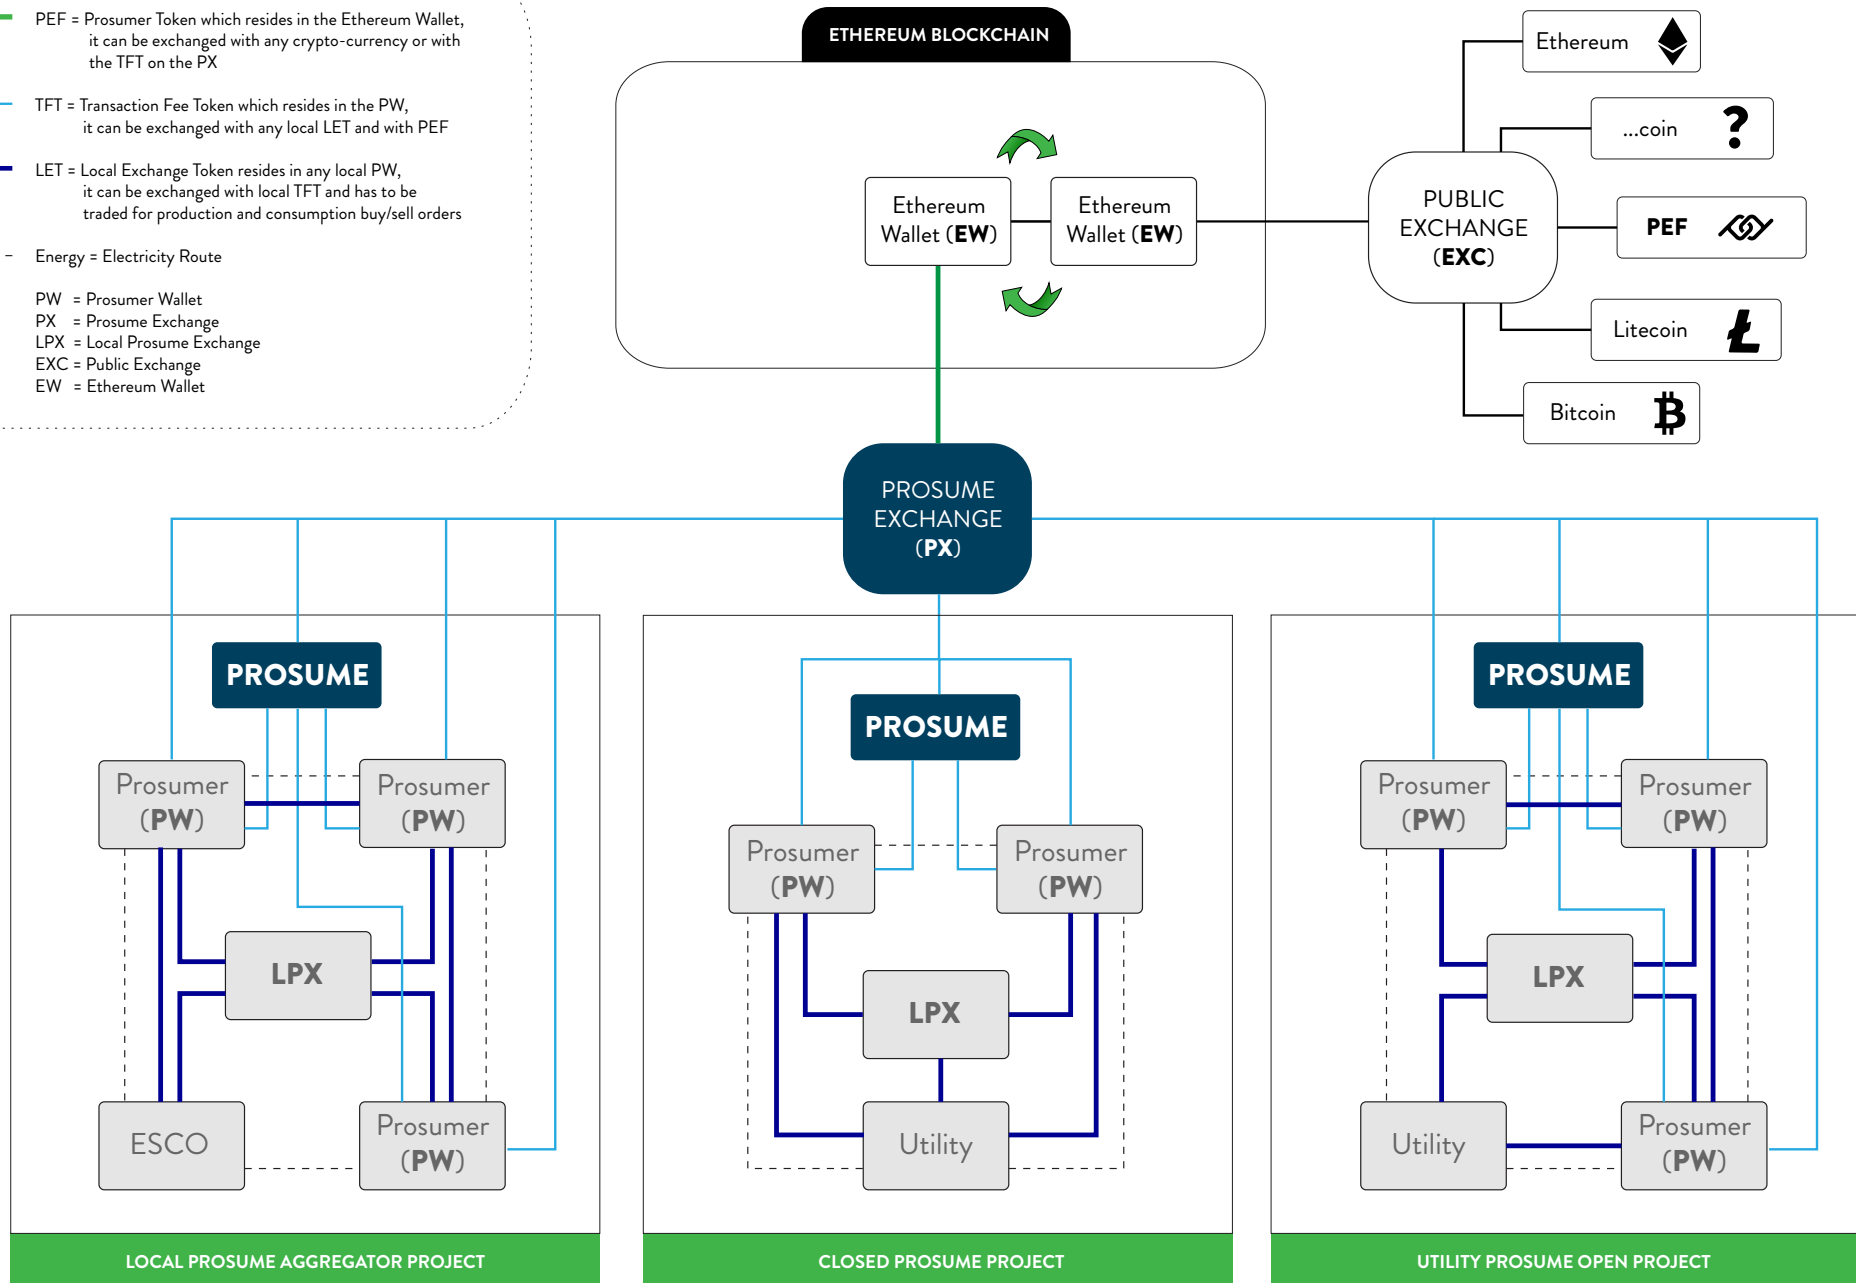 PEF = Prosumer Token which resides in the Ethereum Wallet,
it can be exchanged with any crypto-currency or with
the TFT on the PX
TFT = Transaction Fee Token which resides in the PW,
it can be exchanged with any local LET and with PEF
LET = Local Exchange Token resides in any local PW,
it can be exchanged with local TFT and has to be
traded for production and consumption buy/sell orders
Energy = Electricity Route
PW = Prosumer Wallet
PX = Prosume Exchange
LPX = Local Prosume Exchange
EXC = Public Exchange
EW = Ethereum Wallet
ETHEREUM BLOCKCHAIN
Ethereum
Wallet (EW)
Ethereum
Wallet (EW)
PUBLIC
EXCHANGE
(EXC)
Ethereum
...coin ?
PEF
Litecoin
Bitcoin
PROSUME
EXCHANGE
(PX)
PROSUME
Prosumer
(PW)
Prosumer
(PW)
LPX
ESCO
Prosumer
(PW)
LOCAL PROSUME AGGREGATOR PROJECT
PROSUME
Prosumer
(PW)
Prosumer
(PW)
LPX
Utility
CLOSED PROSUME PROJECT
PROSUME
Prosumer
(PW)
Prosumer
(PW)
LPX
Utility
Prosumer
(PW)
UTILITY PROSUME OPEN PROJECT